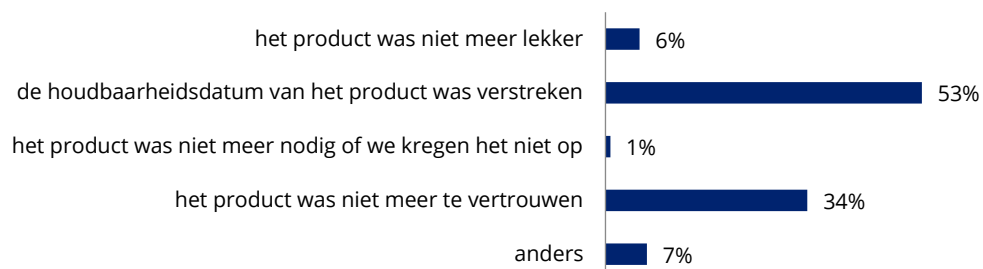 het product was niet meer lekker 6%
de houdbaarheidsdatum van het product was verstreken 53%
het product was niet meer nodig of we kregen het niet op 1%
het product was niet meer te vertrouwen 34%
anders 7%